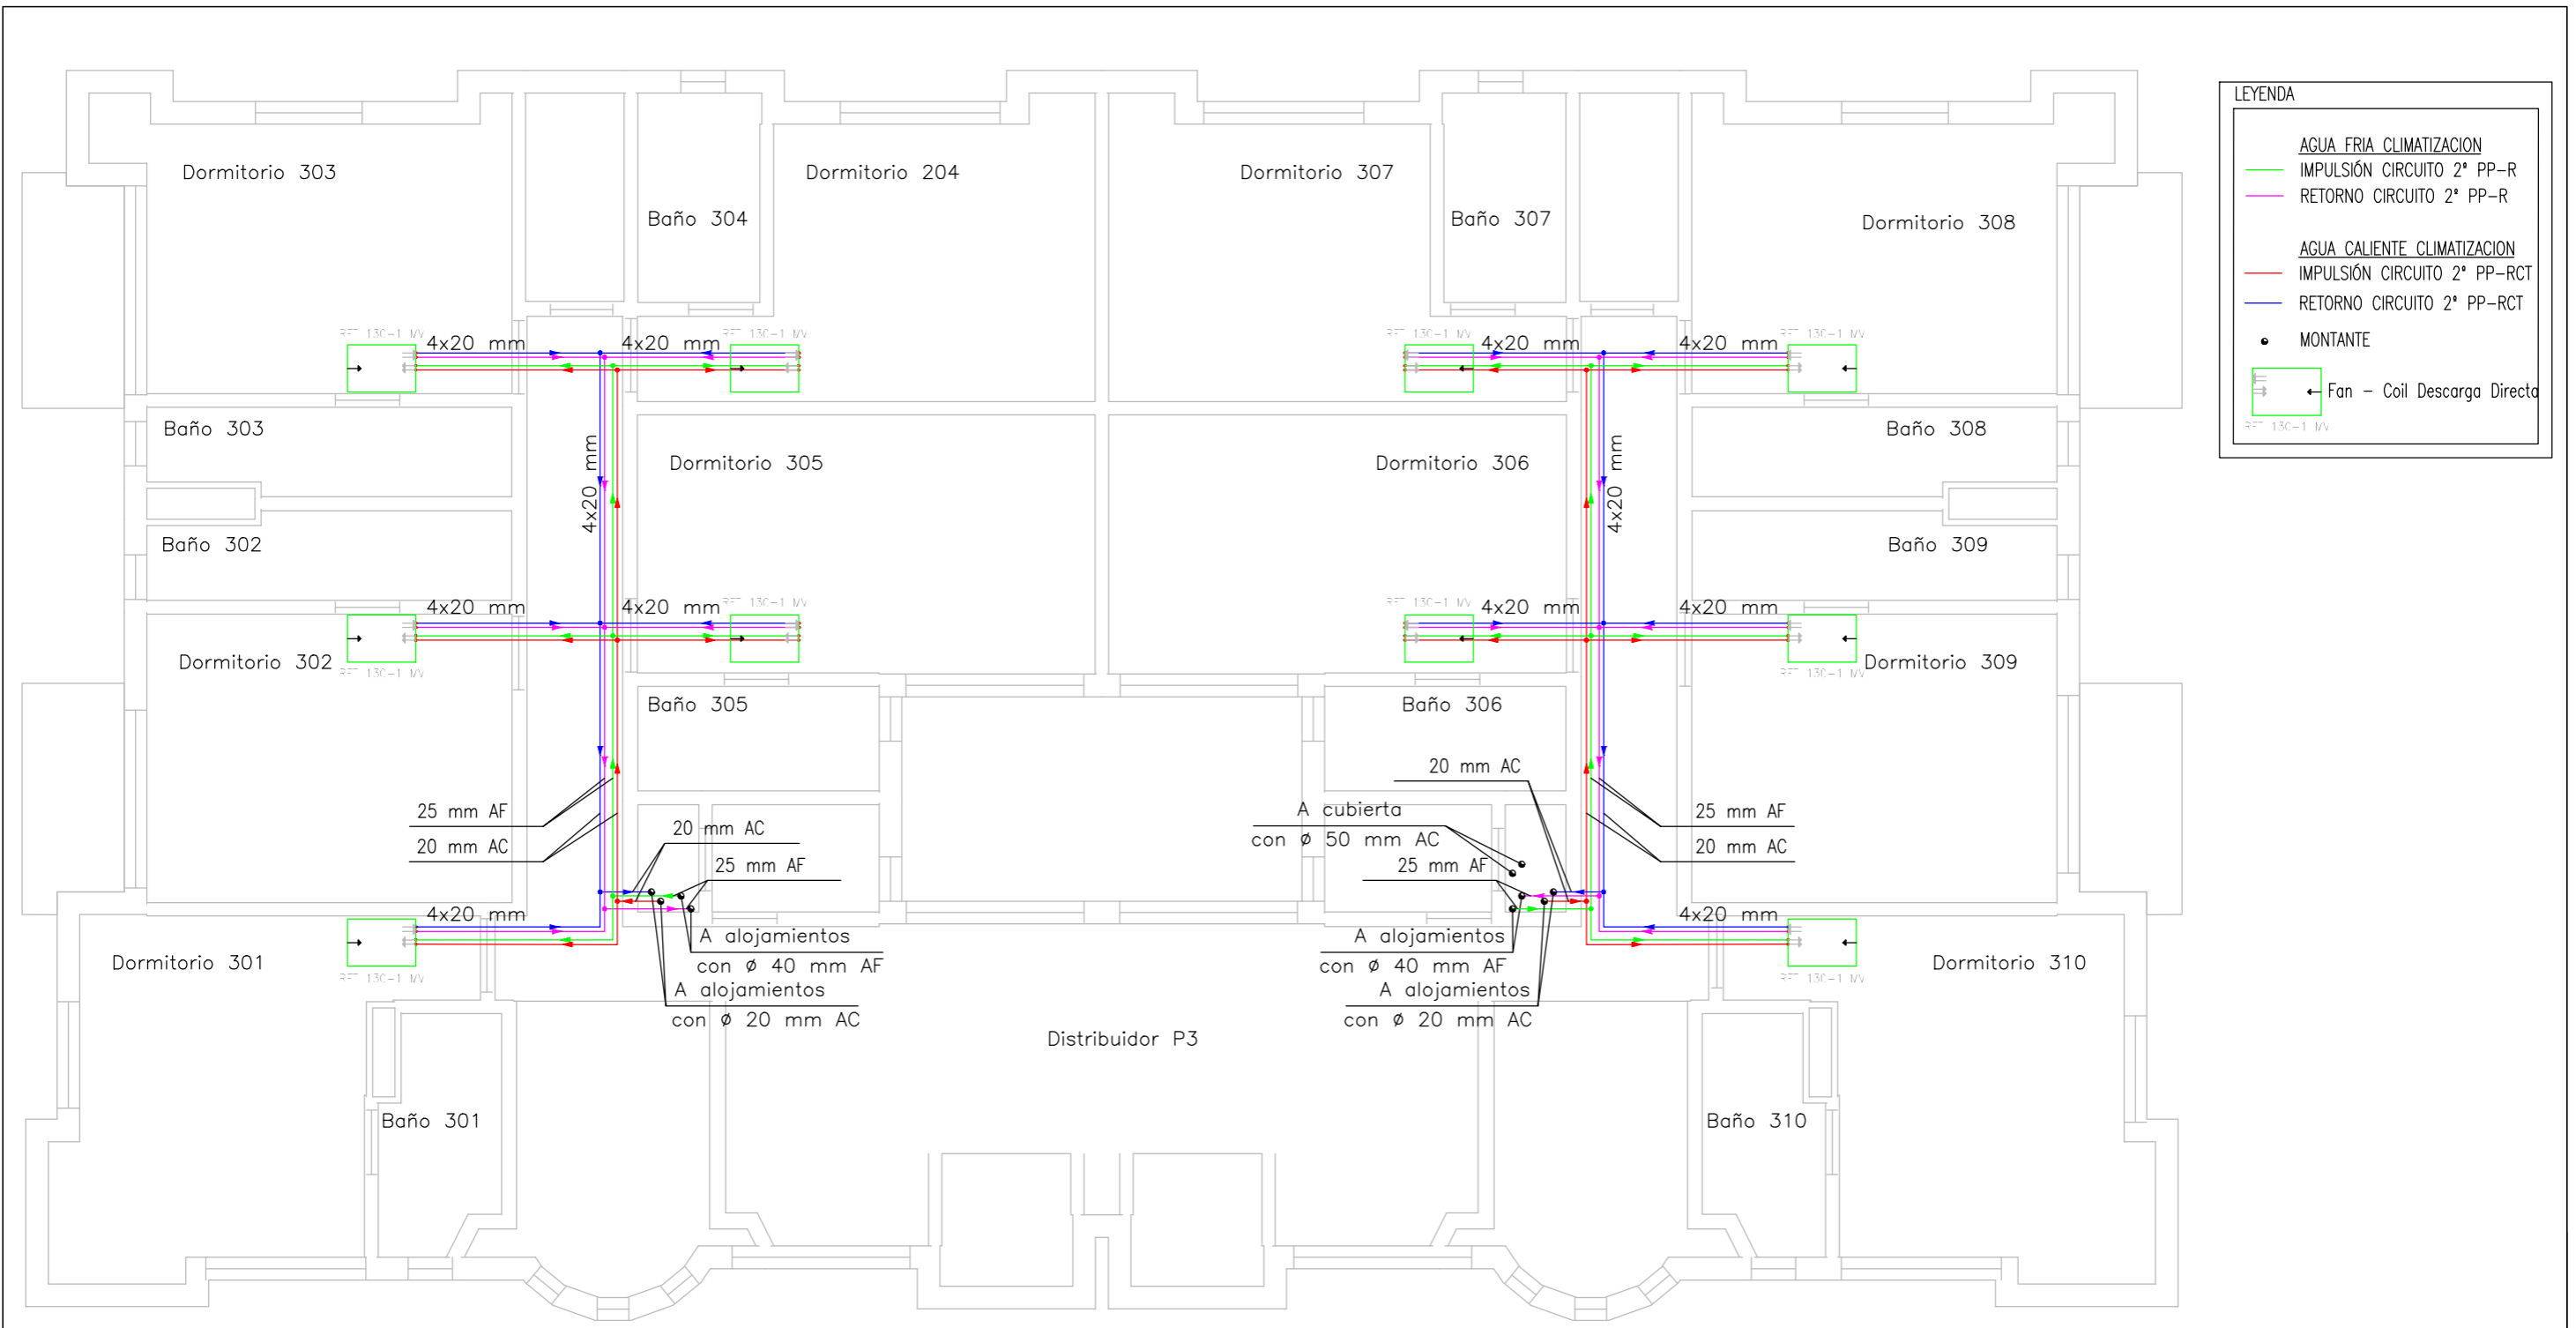 LEYENDA
AGUA FRIA CLIMATIZACION
IMPULSIÓN CIRCUITO 2º PP-R
RETORNO CIRCUITO 2º PP-R
AGUA CALIENTE CLIMATIZACION
IMPULSIÓN CIRCUITO 2º PP-RCT
RETORNO CIRCUITO 2º PP-RCT
MONTANTE
Fan - Coil Descarga Directa
Dormitorio 303
Dormitorio 204
Dormitorio 307
Baño 304
Baño 307
Dormitorio 308
4x20 mm
4x20 mm
4x20 mm
4x20 mm
Baño 303
Baño 308
4x20 mm
4x20 mm
Dormitorio 305
Dormitorio 306
Baño 302
Baño 309
4x20 mm
4x20 mm
4x20 mm
4x20 mm
Dormitorio 302
Dormitorio 309
Baño 305
Baño 306
20 mm AC
25 mm AF
20 mm AC
20 mm AC
25 mm AF
A cubierta
con ø 50 mm AC
25 mm AF
25 mm AF
20 mm AC
4x20 mm
4x20 mm
A alojamientos
con ø 40 mm AF
A alojamientos
con ø 20 mm AC
A alojamientos
con ø 40 mm AF
A alojamientos
con ø 20 mm AC
Dormitorio 301
Dormitorio 310
Distribuidor P3
Baño 301
Baño 310